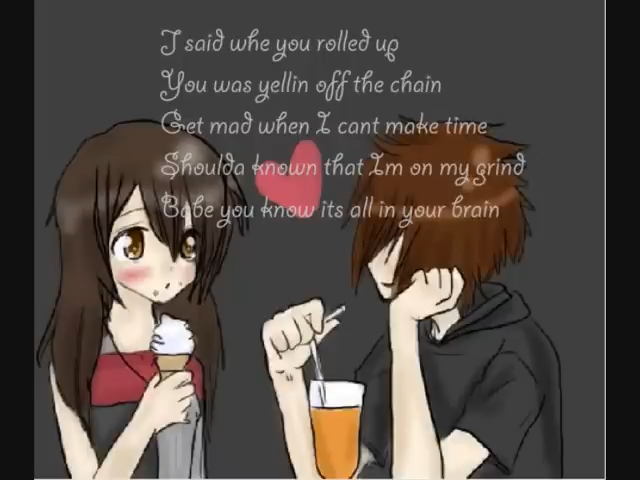 I said whe you rolled up
You was yellin off the chain
Get mad when I cant make time
Shoulda known that Im on my grind
Babe you know its all in your brain